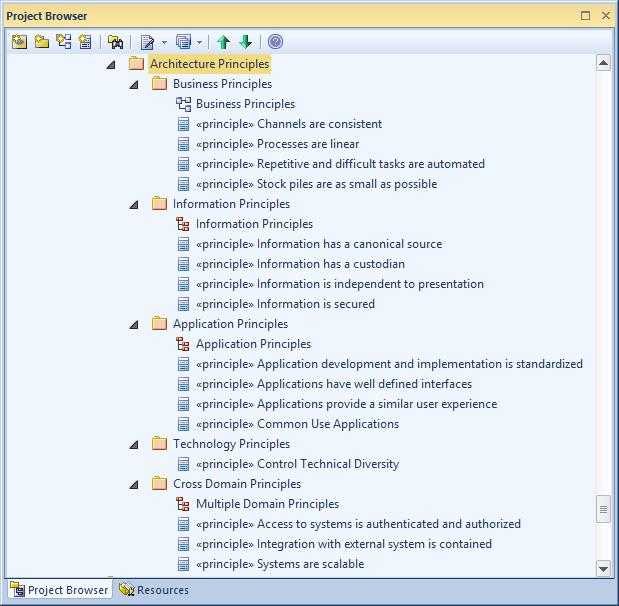 Project Browser
Architecture Principles
Business Principles
Business Principles
«principle» Channels are consistent
«principle» Processes are linear
«principle» Repetitive and difficult tasks are automated
«principle» Stock piles are as small as possible
Information Principles
Information Principles
«principle» Information has a canonical source
«principle» Information has a custodian
«principle» Information is independent to presentation
«principle» Information is secured
Application Principles
Application Principles
«principle» Application development and implementation is standardized
«principle» Applications have well defined interfaces
«principle» Applications provide a similar user experience
«principle» Common Use Applications
Technology Principles
«principle» Control Technical Diversity
Cross Domain Principles
Multiple Domain Principles
«principle» Access to systems is authenticated and authorized
«principle» Integration with external system is contained
«principle» Systems are scalable
Project Browser Resources